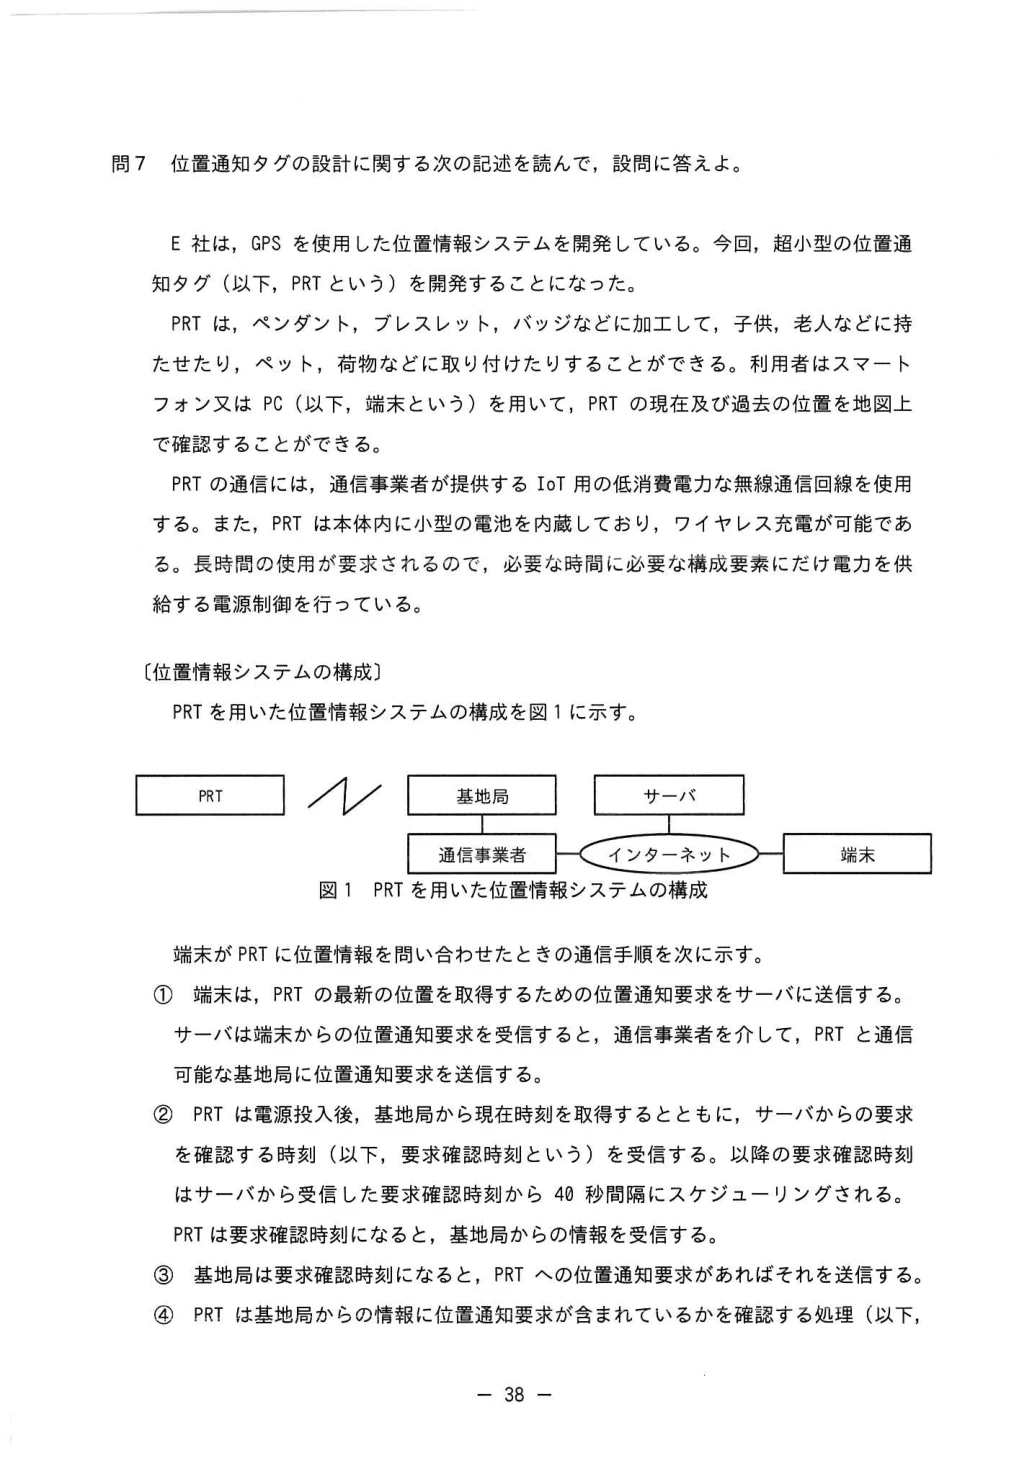 問7　位置通知タグの設計に関する次の記述を読んで，設問に答えよ。
E 社は，GPS を使用した位置情報システムを開発している。今回，超小型の位置通
知タグ（以下，PRT という）を開発することになった。
PRT は，ペンダント，ブレスレット，バッジなどに加工して，子供，老人などに持
たせたり，ペット，荷物などに取り付けたりすることができる。利用者はスマート
フォン又は PC（以下，端末という）を用いて，PRT の現在及び過去の位置を地図上
で確認することができる。
PRT の通信には，通信事業者が提供する IoT 用の低消費電力な無線通信回線を使用
する。また，PRT は本体内に小型の電池を内蔵しており，ワイヤレス充電が可能であ
る。長時間の使用が要求されるので，必要な時間に必要な構成要素にだけ電力を供
給する電源制御を行っている。
〔位置情報システムの構成〕
PRT を用いた位置情報システムの構成を図1に示す。
PRT
基地局
サーバ
通信事業者
インターネット
端末
図1　PRT を用いた位置情報システムの構成
端末が PRT に位置情報を問い合わせたときの通信手順を次に示す。
①　端末は，PRT の最新の位置を取得するための位置通知要求をサーバに送信する。
サーバは端末からの位置通知要求を受信すると，通信事業者を介して，PRT と通信
可能な基地局に位置通知要求を送信する。
②　PRT は電源投入後，基地局から現在時刻を取得するとともに，サーバからの要求
を確認する時刻（以下，要求確認時刻という）を受信する。以降の要求確認時刻
はサーバから受信した要求確認時刻から 40 秒間隔にスケジューリングされる。
PRT は要求確認時刻になると，基地局からの情報を受信する。
③　基地局は要求確認時刻になると，PRT への位置通知要求があればそれを送信する。
④　PRT は基地局からの情報に位置通知要求が含まれているかを確認する処理（以下，
－ 38 －